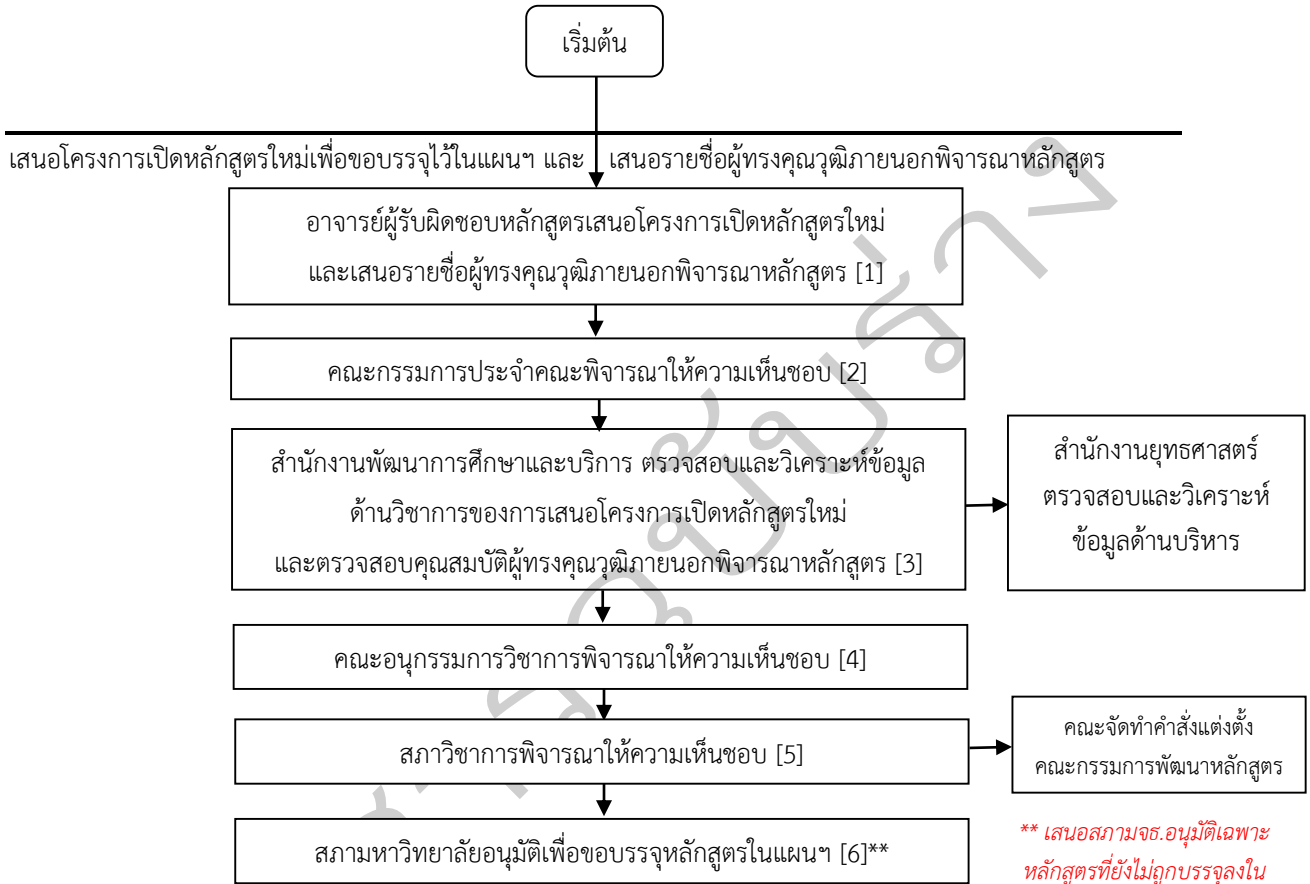 เริ่มต้น
เสนอโครงการเปิดหลักสูตรใหม่เพื่อขอบรรจุไว้ในแผนฯ และ เสนอรายชื่อผู้ทรงคุณวุฒิภายนอกพิจารณาหลักสูตร
อาจารย์ผู้รับผิดชอบหลักสูตรเสนอโครงการเปิดหลักสูตรใหม่
และเสนอรายชื่อผู้ทรงคุณวุฒิภายนอกพิจารณาหลักสูตร [1]
คณะกรรมการประจำคณะพิจารณาให้ความเห็นชอบ [2]
สำนักงานพัฒนาการศึกษาและบริการ ตรวจสอบและวิเคราะห์ข้อมูล
ด้านวิชาการของการเสนอโครงการเปิดหลักสูตรใหม่
และตรวจสอบคุณสมบัติผู้ทรงคุณวุฒิภายนอกพิจารณาหลักสูตร [3]
สำนักงานยุทธศาสตร์
ตรวจสอบและวิเคราะห์
ข้อมูลด้านบริหาร
คณะอนุกรรมการวิชาการพิจารณาให้ความเห็นชอบ [4]
สภาวิชาการพิจารณาให้ความเห็นชอบ [5]
คณะจัดทำคำสั่งแต่งตั้ง
คณะกรรมการพัฒนาหลักสูตร
สภามหาวิทยาลัยอนุมัติเพื่อขอบรรจุหลักสูตรในแผนฯ [6]**
** เสนอสภามจธ.อนุมัติเฉพาะ
หลักสูตรที่ยังไม่ถูกบรรจุลงใน